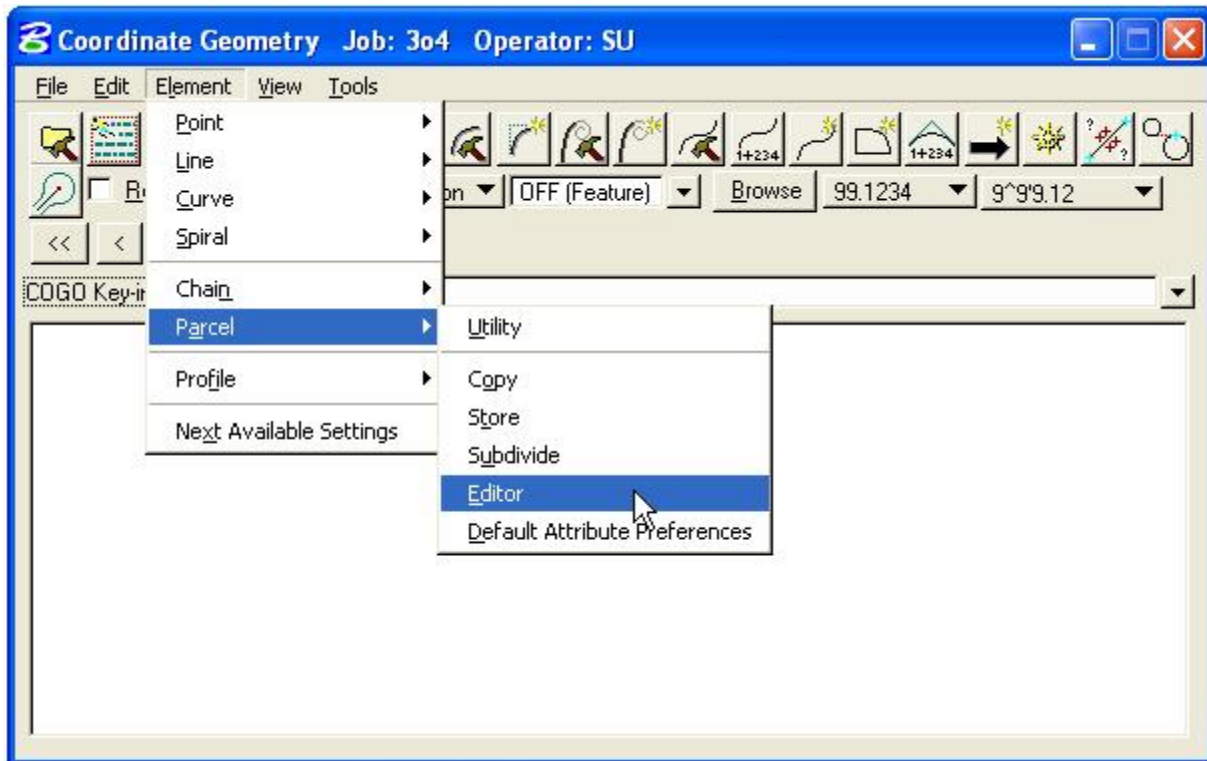 Coordinate Geometry Job: 3o4 Operator: SU
File Edit Element View Tools
Point
Line
Curve
Spiral
Chain
Parcel
Profile
Next Available Settings
1+234 1+234
OFF (Feature) Browse 99.1234 9^9'9.12
<< <
COGO Key-in
Utility
Copy
Store
Subdivide
Editor
Default Attribute Preferences